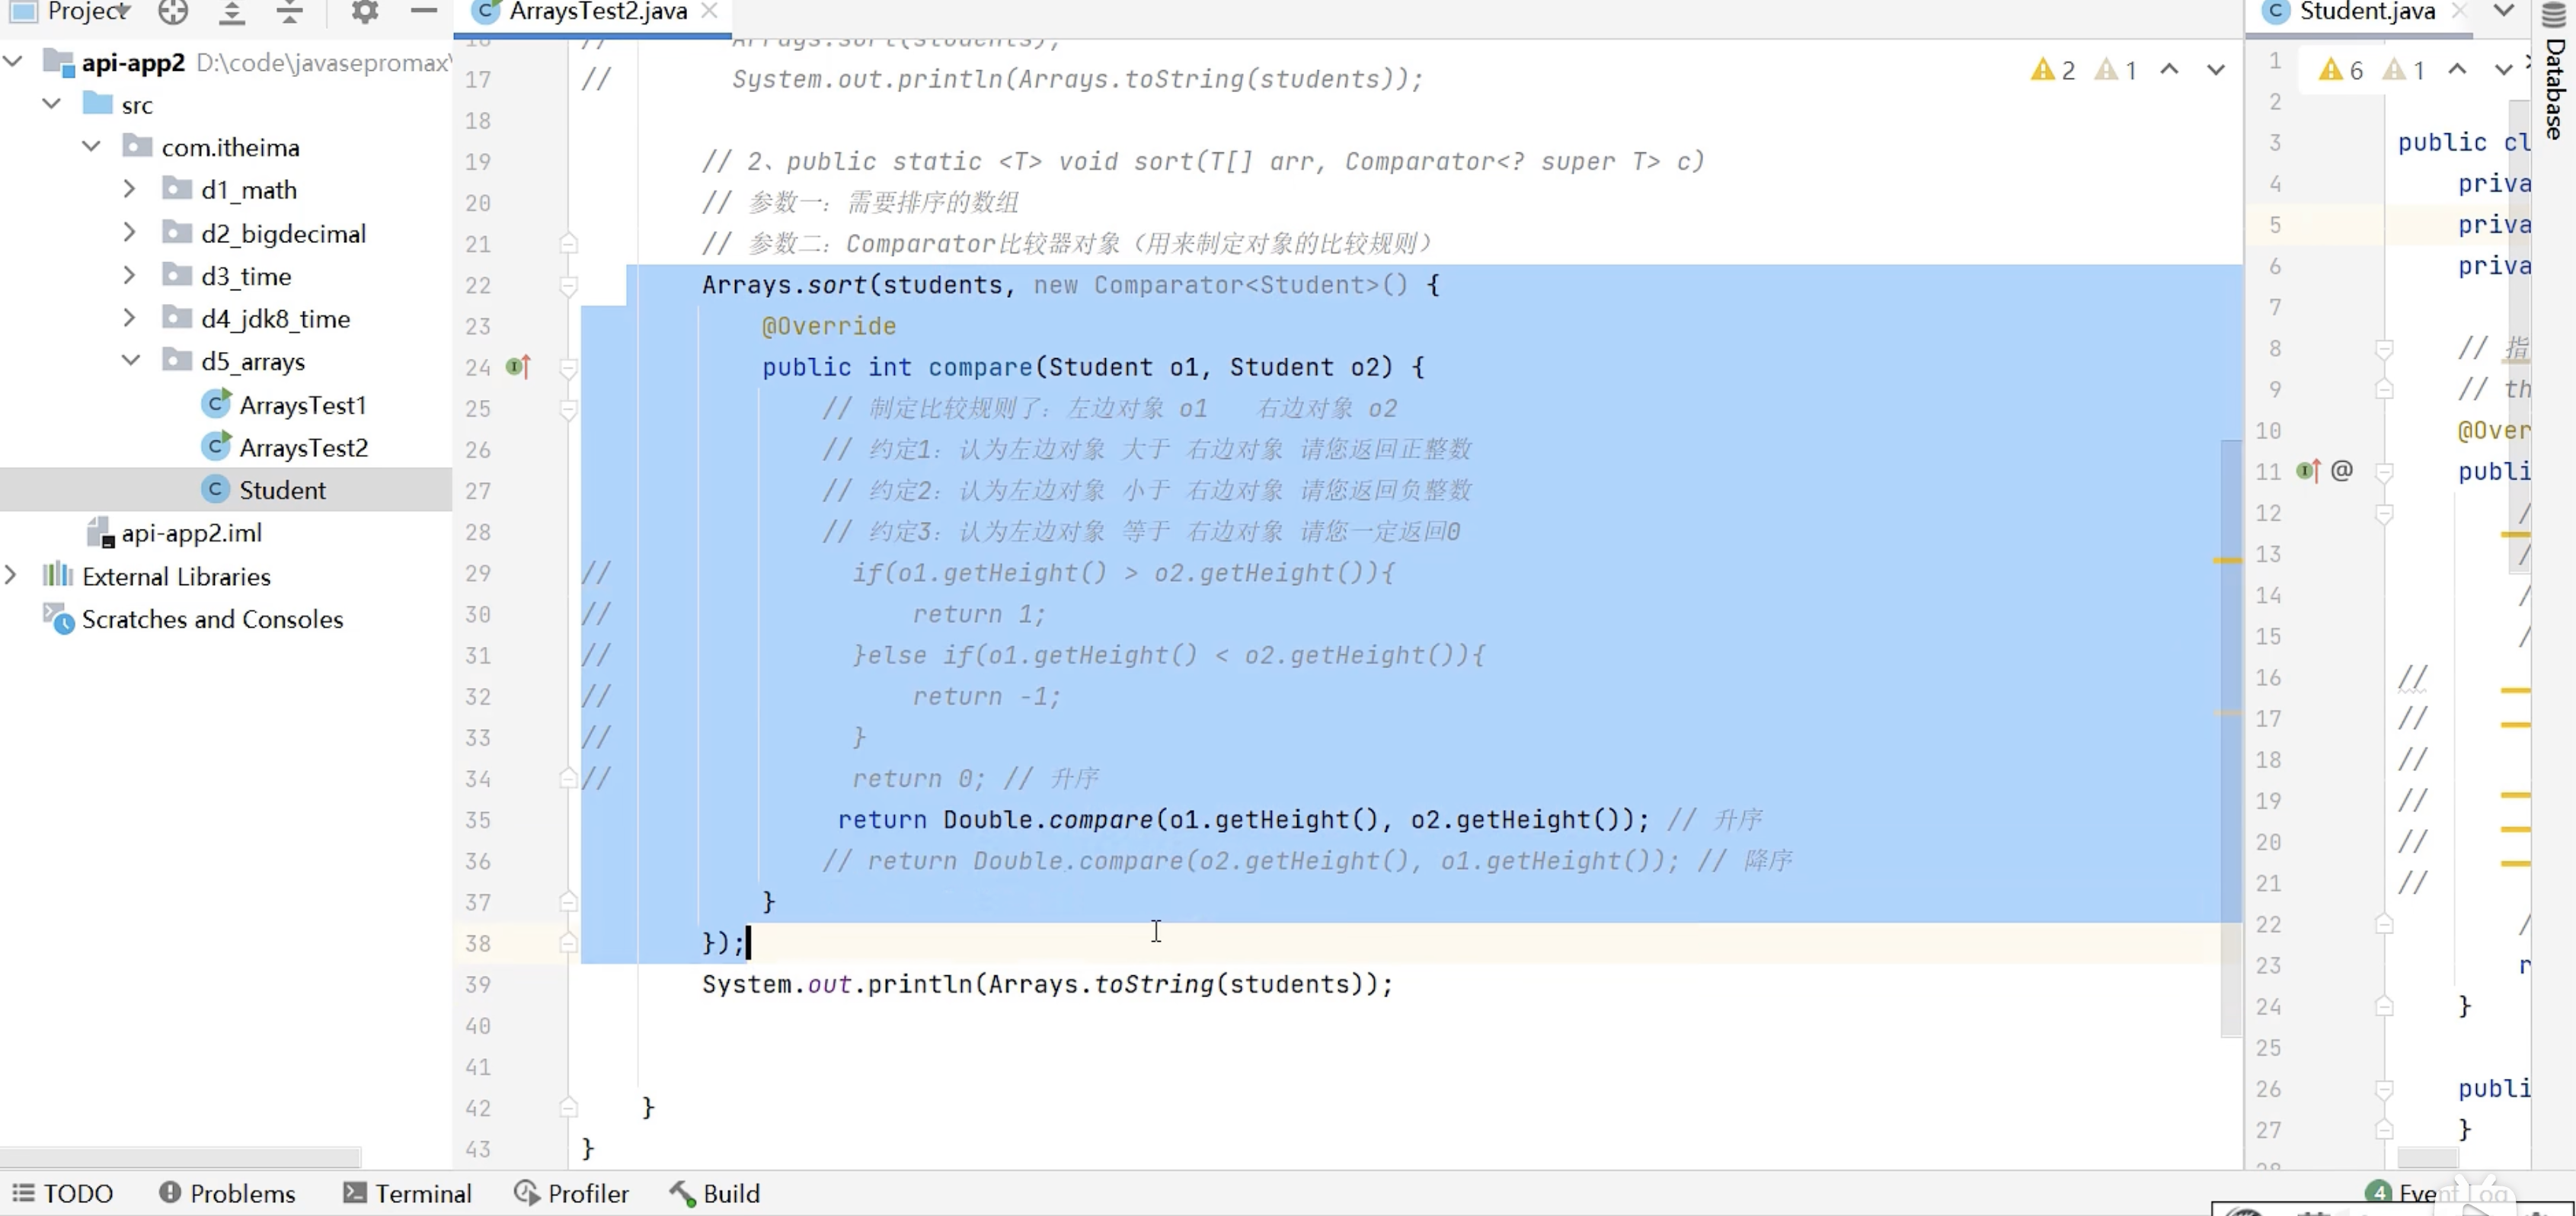 Project
api-app2 D:\code\javasepromax\
src
com.itheima
d1_math
d2_bigdecimal
d3_time
d4_jdk8_time
d5_arrays
ArraysTest1
ArraysTest2
Student
api-app2.iml
External Libraries
Scratches and Consoles
ArraysTest2.java
2 1
16 // Arrays.sort(students);
17 // System.out.println(Arrays.toString(students));
18
19 // 2、public static <T> void sort(T[] arr, Comparator<? super T> c)
20 // 参数一：需要排序的数组
21 // 参数二：Comparator比较器对象（用来制定对象的比较规则）
22 Arrays.sort(students, new Comparator<Student>() {
23 @Override
24 public int compare(Student o1, Student o2) {
25 // 制定比较规则了：左边对象 o1 右边对象 o2
26 // 约定1：认为左边对象 大于 右边对象 请您返回正整数
27 // 约定2：认为左边对象 小于 右边对象 请您返回负整数
28 // 约定3：认为左边对象 等于 右边对象 请您一定返回0
29 // if(o1.getHeight() > o2.getHeight()){
30 // return 1;
31 // }else if(o1.getHeight() < o2.getHeight()){
32 // return -1;
33 // }
34 // return 0; // 升序
35 return Double.compare(o1.getHeight(), o2.getHeight()); // 升序
36 // return Double.compare(o2.getHeight(), o1.getHeight()); // 降序
37 }
38 });
39 System.out.println(Arrays.toString(students));
40
41
42 }
43 }
Student.java
6 1
1
2
3 public cl
4 priva
5 priva
6 priva
7
8 // 指
9 // th
10 @Over
11 @ publi
12 /
13 /
14 /
15 /
16 //
17 //
18 //
19 //
20 //
21 //
22 /
23 r
24 }
25
26 publi
27 }
28
Database
TODO
Problems
Terminal
Profiler
Build
4 Event Log